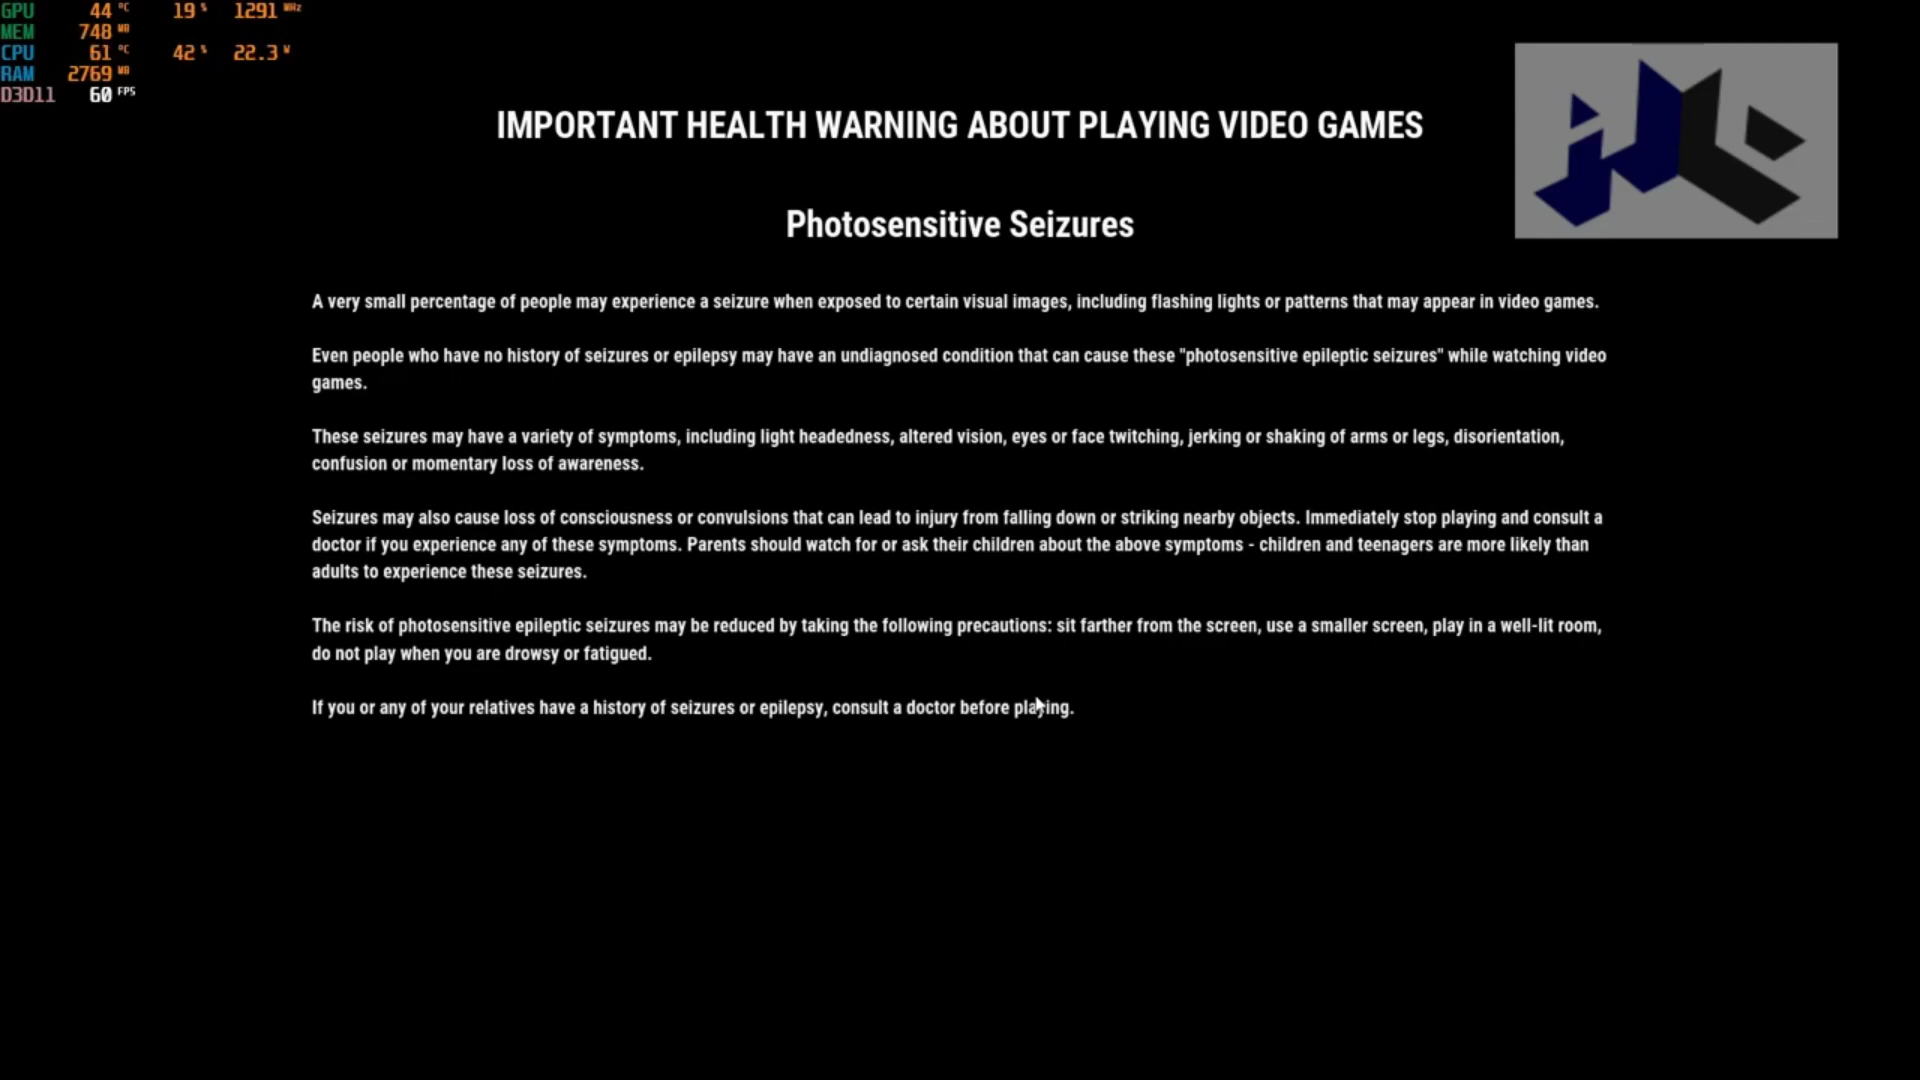 GPU 44 °C 19 % 1291 MHz
MEM 748 MB
CPU 61 °C 42 % 22.3 W
RAM 2769 MB
D3D11 60 FPS
IMPORTANT HEALTH WARNING ABOUT PLAYING VIDEO GAMES
Photosensitive Seizures
A very small percentage of people may experience a seizure when exposed to certain visual images, including flashing lights or patterns that may appear in video games.
Even people who have no history of seizures or epilepsy may have an undiagnosed condition that can cause these "photosensitive epileptic seizures" while watching video
games.
These seizures may have a variety of symptoms, including light headedness, altered vision, eyes or face twitching, jerking or shaking of arms or legs, disorientation,
confusion or momentary loss of awareness.
Seizures may also cause loss of consciousness or convulsions that can lead to injury from falling down or striking nearby objects. Immediately stop playing and consult a
doctor if you experience any of these symptoms. Parents should watch for or ask their children about the above symptoms - children and teenagers are more likely than
adults to experience these seizures.
The risk of photosensitive epileptic seizures may be reduced by taking the following precautions: sit farther from the screen, use a smaller screen, play in a well-lit room,
do not play when you are drowsy or fatigued.
If you or any of your relatives have a history of seizures or epilepsy, consult a doctor before playing.